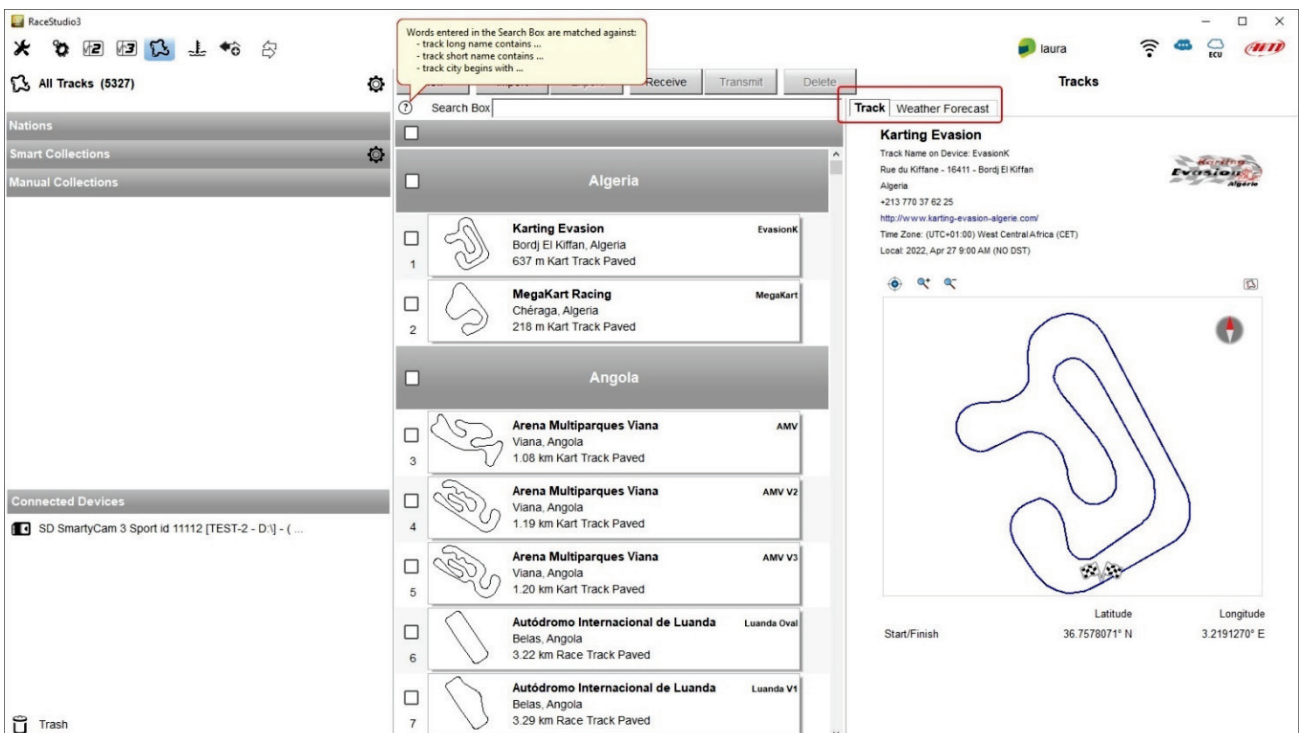 RaceStudio3
Words entered in the Search Box are matched against:
- track long name contains ...
- track short name contains ...
- track city begins with ...
laura
ECU
All Tracks (5327)
Receive
Transmit
Delete
Tracks
Search Box
Track
Weather Forecast
Nations
Smart Collections
Manual Collections
Algeria
1
Karting Evasion
EvasionK
Bordj El Kiffan, Algeria
637 m Kart Track Paved
2
MegaKart Racing
MegaKart
Chéraga, Algeria
218 m Kart Track Paved
Angola
3
Arena Multiparques Viana
AMV
Viana, Angola
1.08 km Kart Track Paved
4
Arena Multiparques Viana
AMV V2
Viana, Angola
1.19 km Kart Track Paved
5
Arena Multiparques Viana
AMV V3
Viana, Angola
1.20 km Kart Track Paved
6
Autódromo Internacional de Luanda
Luanda Oval
Belas, Angola
3.22 km Race Track Paved
7
Autódromo Internacional de Luanda
Luanda V1
Belas, Angola
3.29 km Race Track Paved
Connected Devices
SD SmartyCam 3 Sport id 11112 [TEST-2 - D:\] - ( ...
Trash
Karting Evasion
Track Name on Device: EvasionK
Rue du Kiffane - 16411 - Bordj El Kiffan
Algeria
+213 770 37 62 25
http://www.karting-evasion-algerie.com/
Time Zone: (UTC+01:00) West Central Africa (CET)
Local: 2022, Apr 27 9:00 AM (NO DST)
Karting
Evasion
Algérie
Latitude
Longitude
Start/Finish
36.7578071° N
3.2191270° E